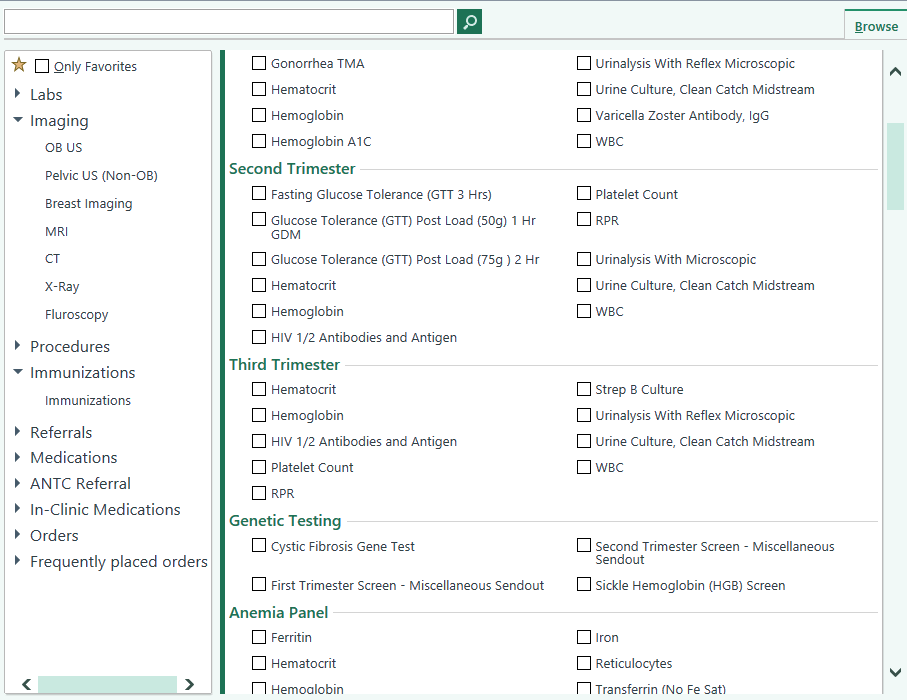 Browse
Only Favorites
Labs
Imaging
OB US
Pelvic US (Non-OB)
Breast Imaging
MRI
CT
X-Ray
Fluroscopy
Procedures
Immunizations
Immunizations
Referrals
Medications
ANTC Referral
In-Clinic Medications
Orders
Frequently placed orders
Gonorrhea TMA
Urinalysis With Reflex Microscopic
Hematocrit
Urine Culture, Clean Catch Midstream
Hemoglobin
Varicella Zoster Antibody, IgG
Hemoglobin A1C
WBC
Second Trimester
Fasting Glucose Tolerance (GTT 3 Hrs)
Platelet Count
Glucose Tolerance (GTT) Post Load (50g) 1 Hr
GDM
RPR
Glucose Tolerance (GTT) Post Load (75g ) 2 Hr
Urinalysis With Microscopic
Hematocrit
Urine Culture, Clean Catch Midstream
Hemoglobin
WBC
HIV 1/2 Antibodies and Antigen
Third Trimester
Hematocrit
Strep B Culture
Hemoglobin
Urinalysis With Reflex Microscopic
HIV 1/2 Antibodies and Antigen
Urine Culture, Clean Catch Midstream
Platelet Count
WBC
RPR
Genetic Testing
Cystic Fibrosis Gene Test
Second Trimester Screen - Miscellaneous
Sendout
First Trimester Screen - Miscellaneous Sendout
Sickle Hemoglobin (HGB) Screen
Anemia Panel
Ferritin
Iron
Hematocrit
Reticulocytes
Hemoglobin
Transferrin (No Fe Sat)